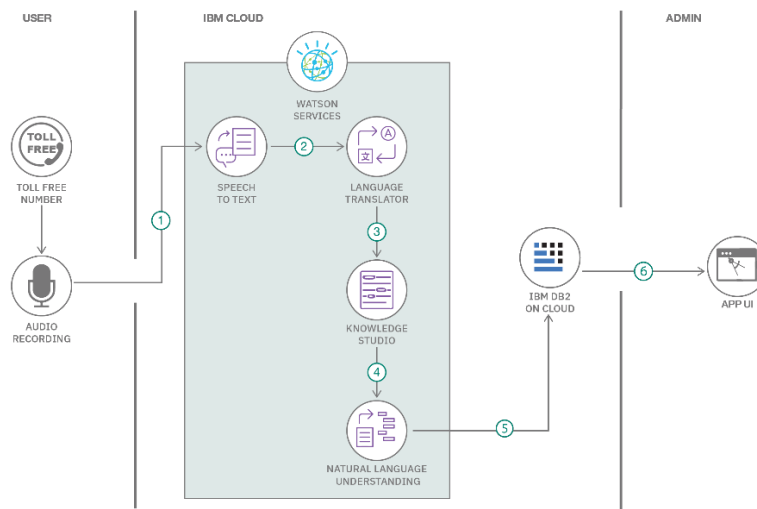 USER
IBM CLOUD
ADMIN
WATSON
SERVICES
TOLL
FREE
TOLL FREE
NUMBER
AUDIO
RECORDING
1
SPEECH
TO TEXT
2
A
文
LANGUAGE
TRANSLATOR
3
KNOWLEDGE
STUDIO
4
NATURAL LANGUAGE
UNDERSTANDING
5
IBM DB2
ON CLOUD
6
APP UI